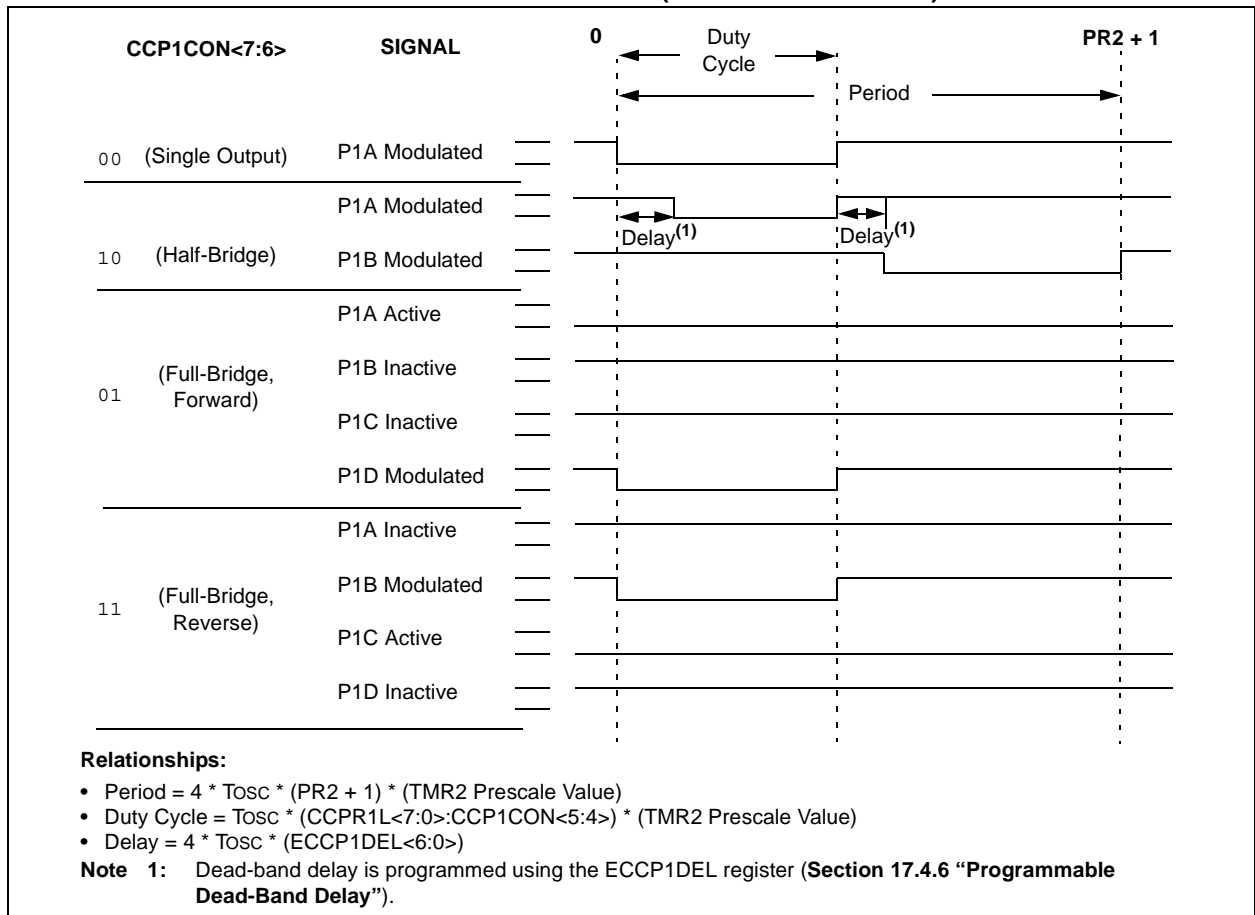 CCP1CON<7:6> SIGNAL 0 Duty Cycle PR2 + 1
Period
00 (Single Output) P1A Modulated
P1A Modulated
Delay(1) Delay(1)
10 (Half-Bridge) P1B Modulated
P1A Active
01 (Full-Bridge, Forward) P1B Inactive
P1C Inactive
P1D Modulated
P1A Inactive
11 (Full-Bridge, Reverse) P1B Modulated
P1C Active
P1D Inactive
Relationships:
• Period = 4 * TOSC * (PR2 + 1) * (TMR2 Prescale Value)
• Duty Cycle = TOSC * (CCPR1L<7:0>:CCP1CON<5:4>) * (TMR2 Prescale Value)
• Delay = 4 * TOSC * (ECCP1DEL<6:0>)
Note 1: Dead-band delay is programmed using the ECCP1DEL register (Section 17.4.6 “Programmable
Dead-Band Delay”).